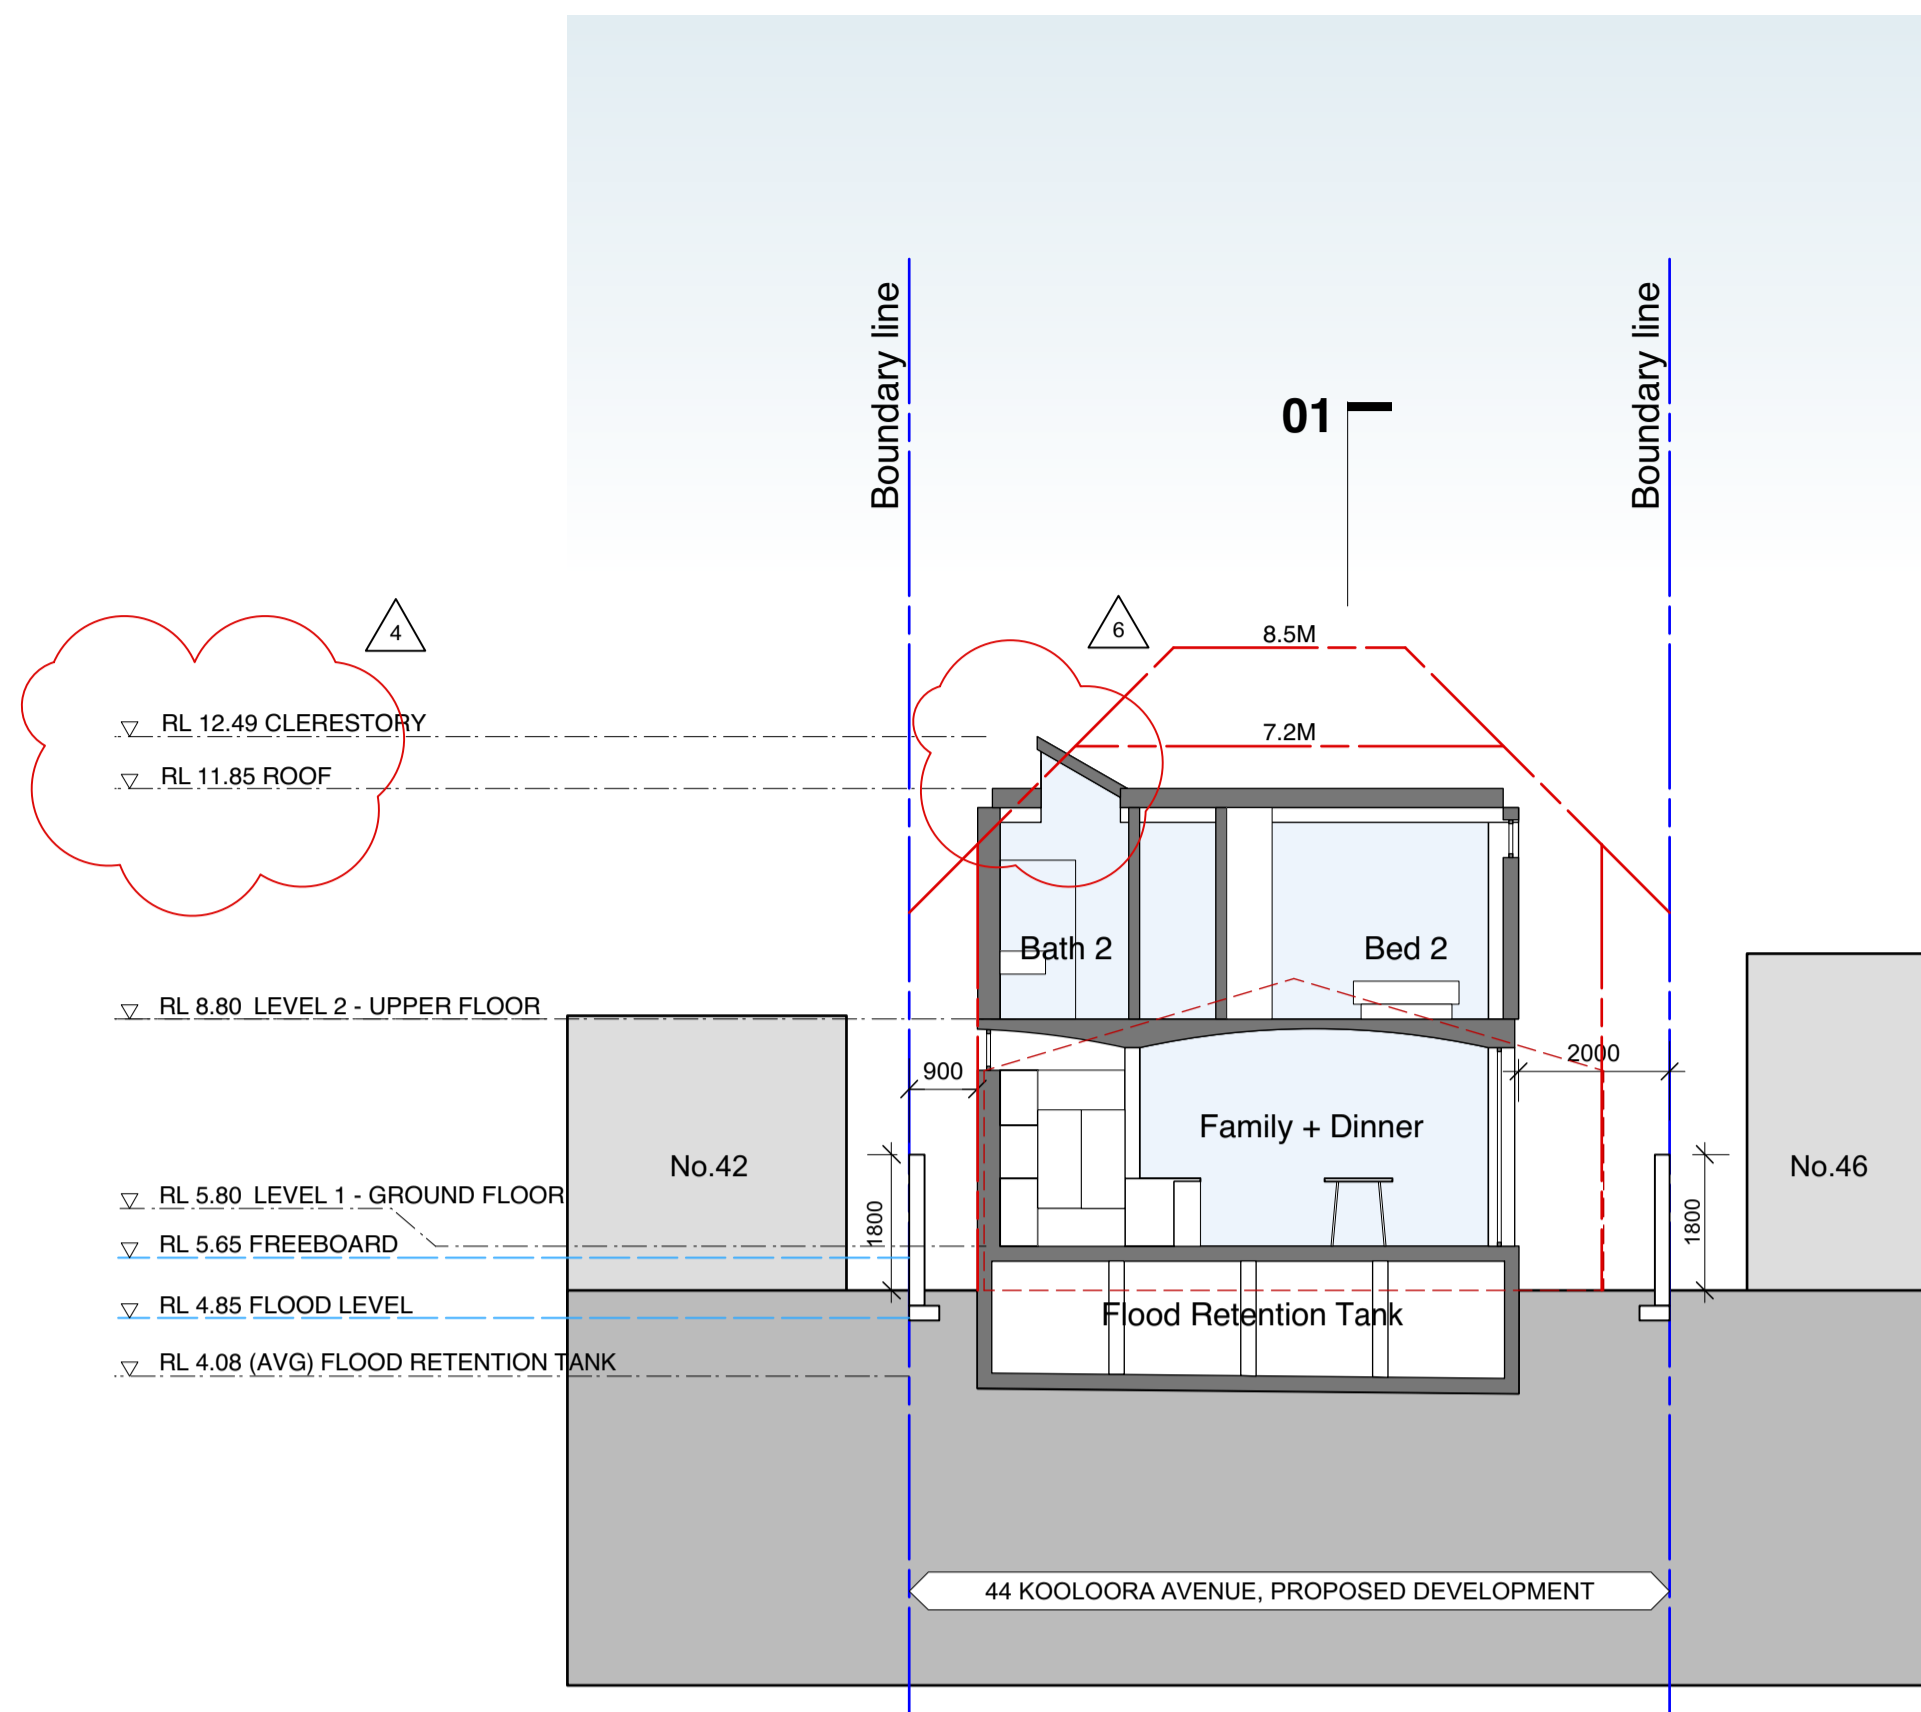 Boundary line
Boundary line
01
4
6
8.5M
RL 12.49 CLERESTORY
7.2M
RL 11.85 ROOF
Bath 2
Bed 2
RL 8.80 LEVEL 2 - UPPER FLOOR
900
2000
Family + Dinner
No.42
No.46
RL 5.80 LEVEL 1 - GROUND FLOOR
1800
1800
RL 5.65 FREEBOARD
RL 4.85 FLOOD LEVEL
Flood Retention Tank
RL 4.08 (AVG) FLOOD RETENTION TANK
44 KOOLOORA AVENUE, PROPOSED DEVELOPMENT